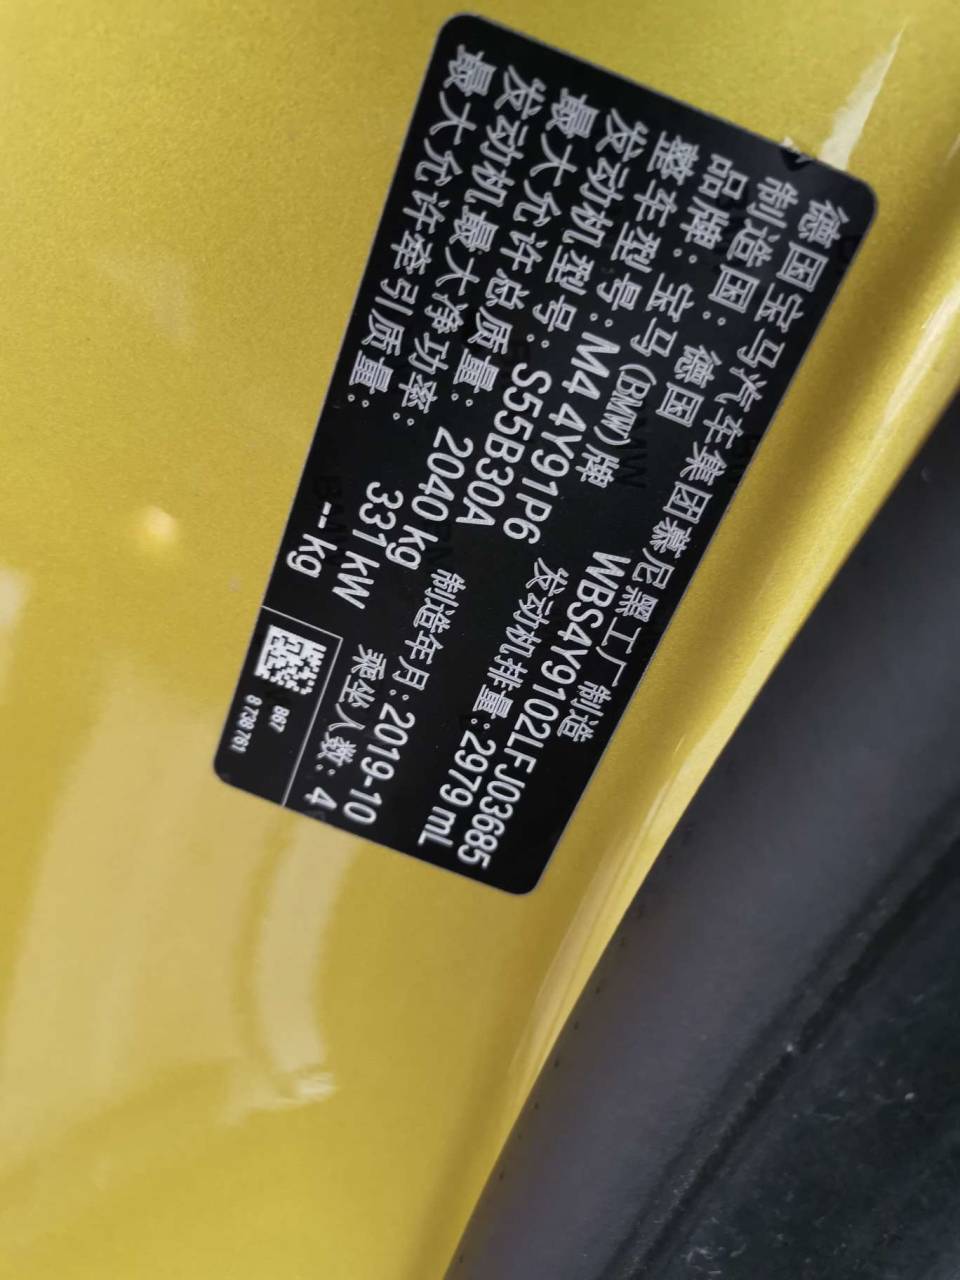 德国宝马汽车集团慕尼黑工厂 制造
制造国：德国 WBS4Y9102LFJ03685
品牌：宝马(BMW)牌 发动机排量：2979 mL
整车型号：M4 4Y91P6
发动机型号：S55B30A 制造年月：2019-10
最大允许总质量：2040 kg 乘坐人数：4
发动机最大净功率：331 kW
最大允许牵引质量：-- kg
B67
8 738 761